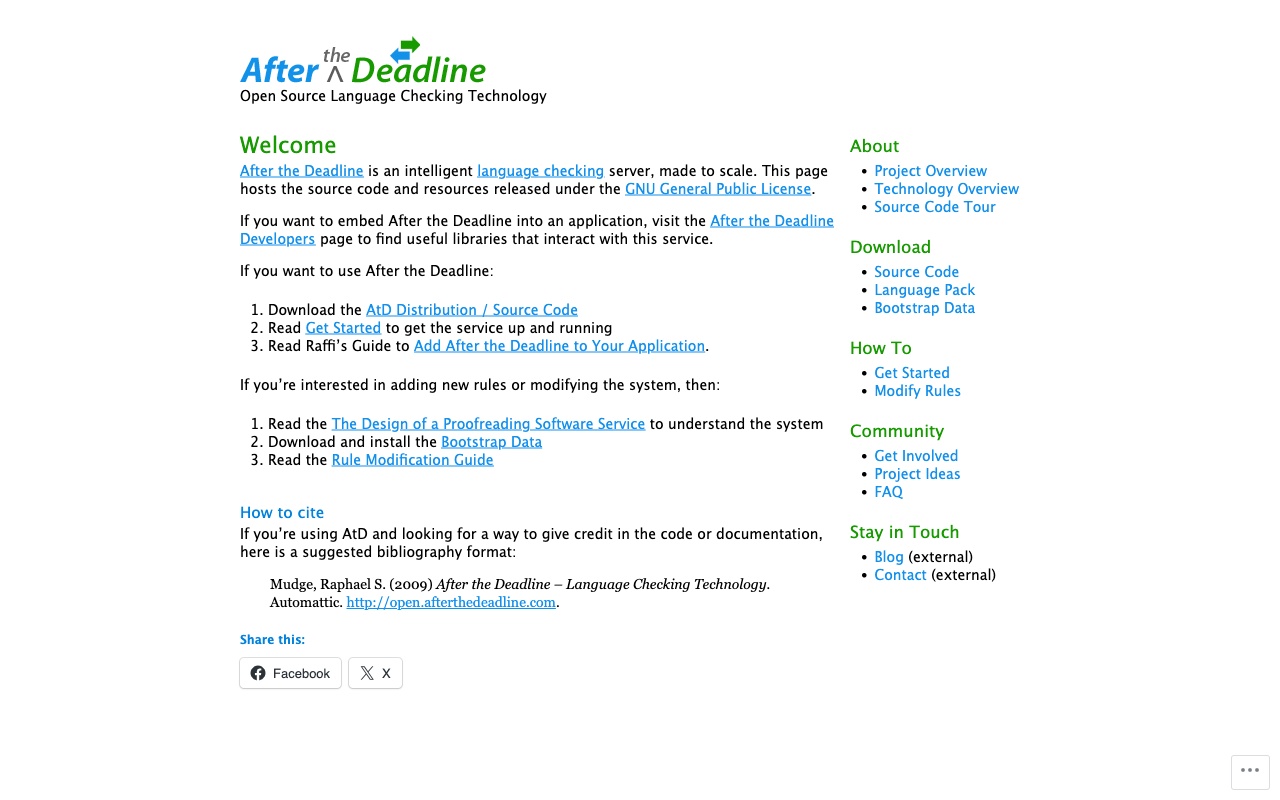 After the Deadline
Open Source Language Checking Technology
Welcome
After the Deadline is an intelligent language checking server, made to scale. This page
hosts the source code and resources released under the GNU General Public License.
If you want to embed After the Deadline into an application, visit the After the Deadline
Developers page to find useful libraries that interact with this service.
If you want to use After the Deadline:
1. Download the AtD Distribution / Source Code
2. Read Get Started to get the service up and running
3. Read Raffi’s Guide to Add After the Deadline to Your Application.
If you’re interested in adding new rules or modifying the system, then:
1. Read the The Design of a Proofreading Software Service to understand the system
2. Download and install the Bootstrap Data
3. Read the Rule Modification Guide
How to cite
If you’re using AtD and looking for a way to give credit in the code or documentation,
here is a suggested bibliography format:
Mudge, Raphael S. (2009) After the Deadline – Language Checking Technology.
Automattic. http://open.afterthedeadline.com.
Share this:
Facebook
X
About
• Project Overview
• Technology Overview
• Source Code Tour
Download
• Source Code
• Language Pack
• Bootstrap Data
How To
• Get Started
• Modify Rules
Community
• Get Involved
• Project Ideas
• FAQ
Stay in Touch
• Blog (external)
• Contact (external)